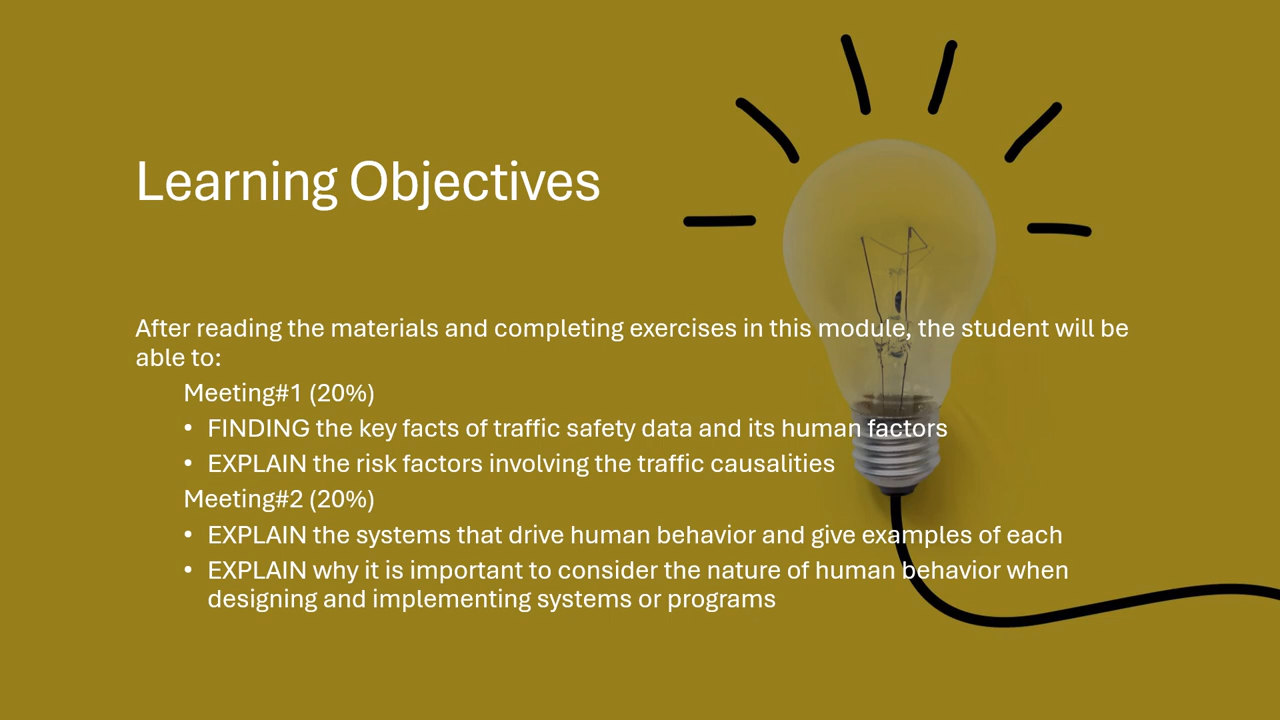 Learning Objectives
After reading the materials and completing exercises in this module, the student will be
able to:
Meeting#1 (20%)
• FINDING the key facts of traffic safety data and its human factors
• EXPLAIN the risk factors involving the traffic causalities
Meeting#2 (20%)
• EXPLAIN the systems that drive human behavior and give examples of each
• EXPLAIN why it is important to consider the nature of human behavior when
designing and implementing systems or programs